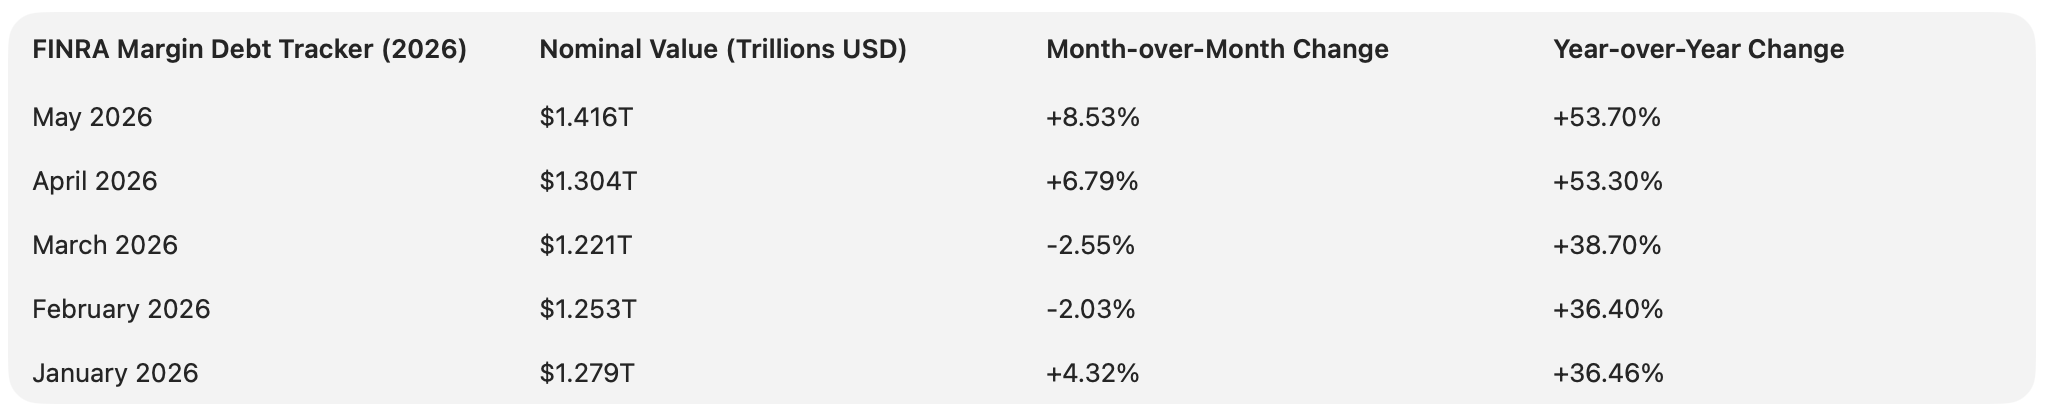 FINRA Margin Debt Tracker (2026) Nominal Value (Trillions USD) Month-over-Month Change Year-over-Year Change
May 2026 $1.416T +8.53% +53.70%
April 2026 $1.304T +6.79% +53.30%
March 2026 $1.221T -2.55% +38.70%
February 2026 $1.253T -2.03% +36.40%
January 2026 $1.279T +4.32% +36.46%